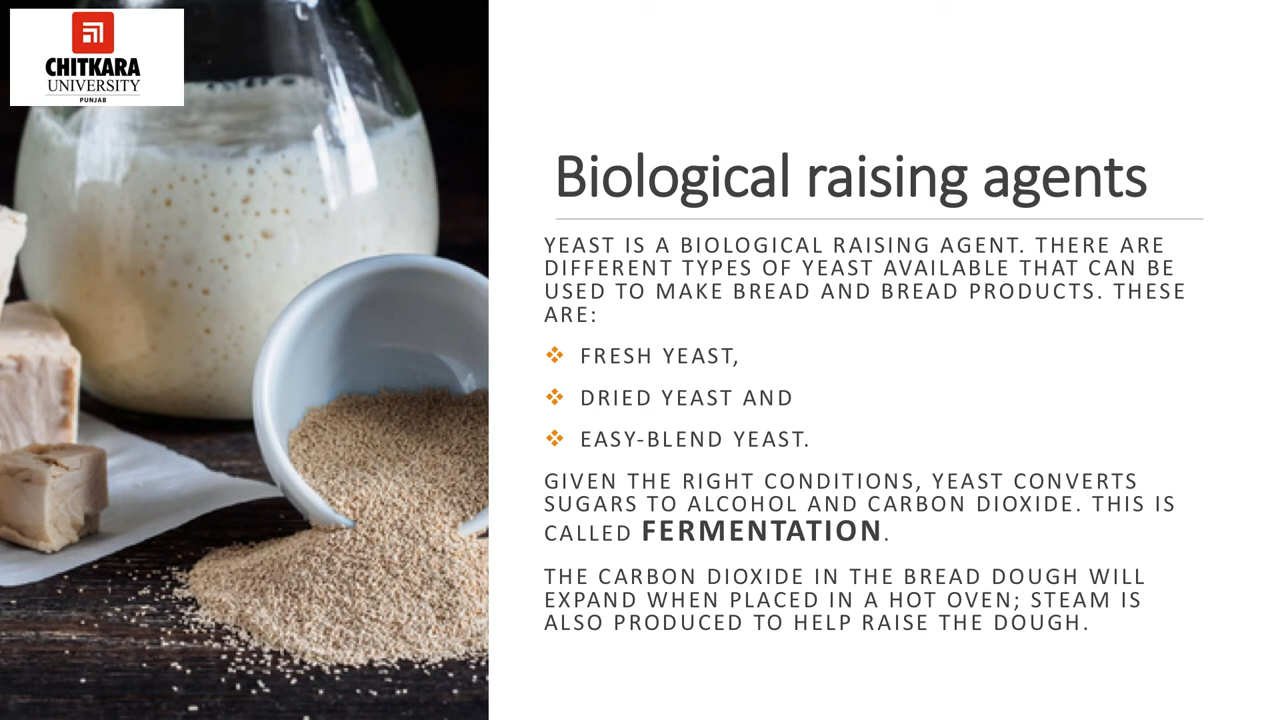 CHITKARA
UNIVERSITY
PUNJAB
Biological raising agents
YEAST IS A BIOLOGICAL RAISING AGENT. THERE ARE
DIFFERENT TYPES OF YEAST AVAILABLE THAT CAN BE
USED TO MAKE BREAD AND BREAD PRODUCTS. THESE
ARE:
❖ FRESH YEAST,
❖ DRIED YEAST AND
❖ EASY-BLEND YEAST.
GIVEN THE RIGHT CONDITIONS, YEAST CONVERTS
SUGARS TO ALCOHOL AND CARBON DIOXIDE. THIS IS
CALLED FERMENTATION.
THE CARBON DIOXIDE IN THE BREAD DOUGH WILL
EXPAND WHEN PLACED IN A HOT OVEN; STEAM IS
ALSO PRODUCED TO HELP RAISE THE DOUGH.